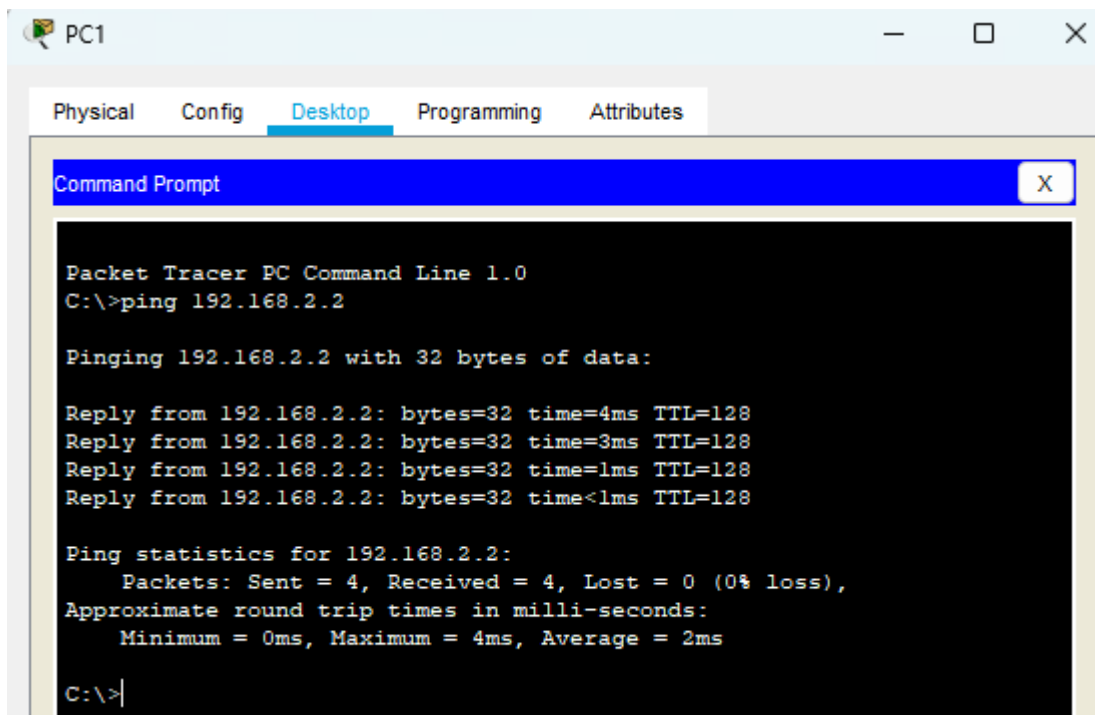 PC1
Physical Config Desktop Programming Attributes
Command Prompt
X
Packet Tracer PC Command Line 1.0
C:\>ping 192.168.2.2
Pinging 192.168.2.2 with 32 bytes of data:
Reply from 192.168.2.2: bytes=32 time=4ms TTL=128
Reply from 192.168.2.2: bytes=32 time=3ms TTL=128
Reply from 192.168.2.2: bytes=32 time=1ms TTL=128
Reply from 192.168.2.2: bytes=32 time<1ms TTL=128
Ping statistics for 192.168.2.2:
Packets: Sent = 4, Received = 4, Lost = 0 (0% loss),
Approximate round trip times in milli-seconds:
Minimum = 0ms, Maximum = 4ms, Average = 2ms
C:\>